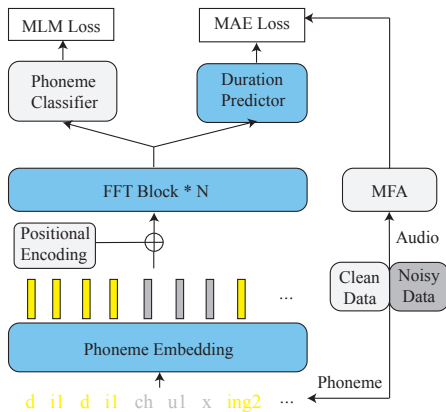 MLM Loss
MAE Loss
Phoneme
Classifier
Duration
Predictor
FFT Block * N
MFA
Positional
Encoding
Audio
Clean
Data
Noisy
Data
...
Phoneme Embedding
Phoneme
d i1 d i1 ch u1 x ing2 ...